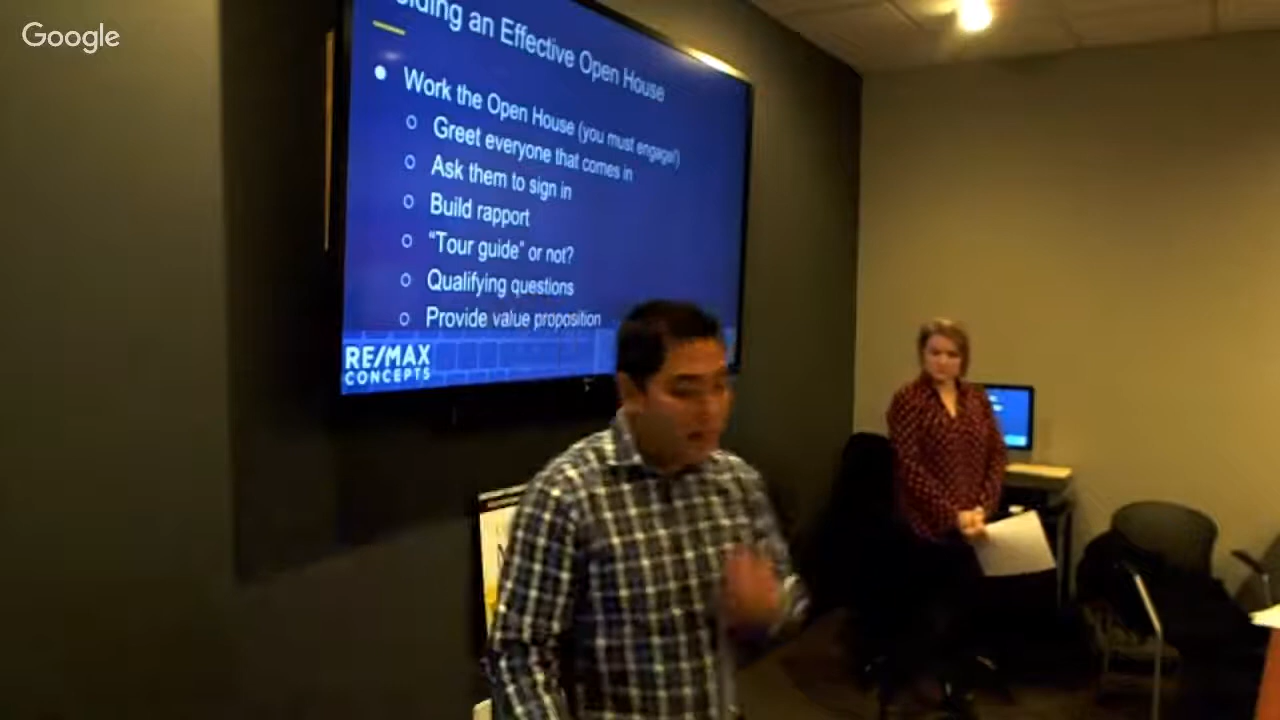 Google
an Effective Open House
Work the Open House (you must engage!)
Greet everyone that comes in
Ask them to sign in
Build rapport
"Tour guide" or not?
Qualifying questions
Provide value proposition
RE/MAX
CONCEPTS